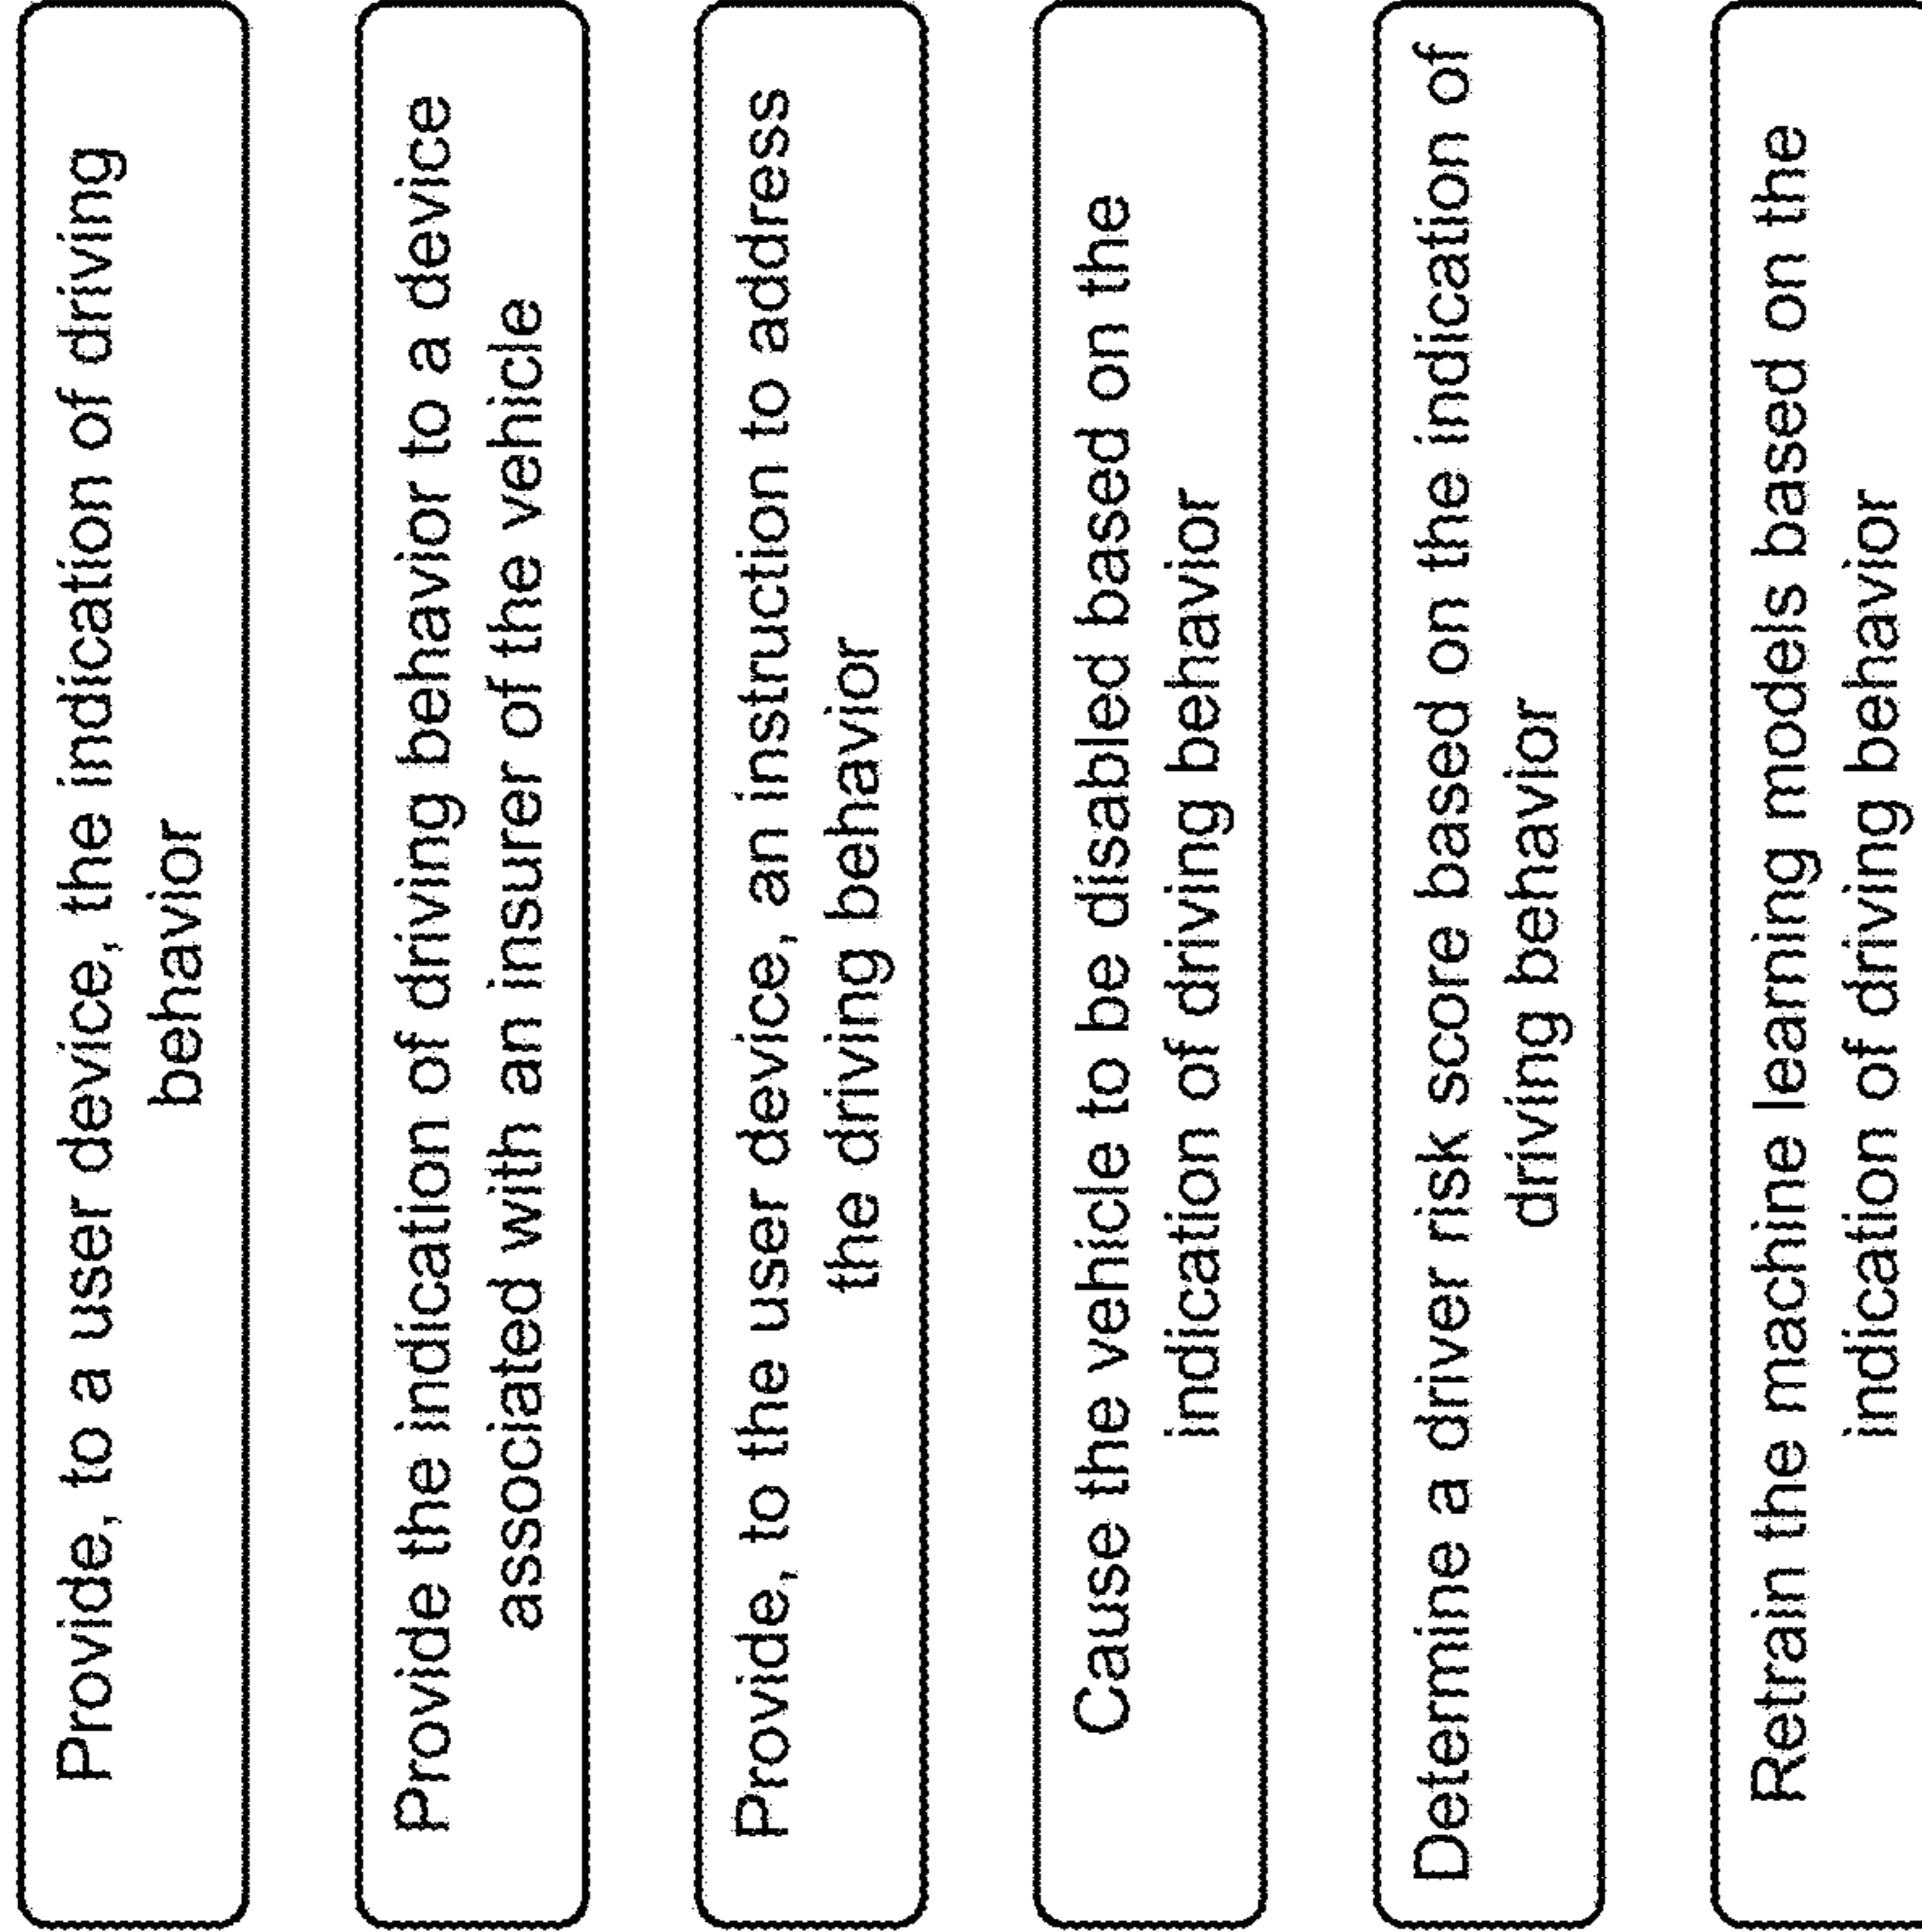 Provide, to a user device, the indication of driving
behavior
Provide the indication of driving behavior to a device
associated with an insurer of the vehicle
Provide, to the user device, an instruction to address
the driving behavior
Cause the vehicle to be disabled based on the
indication of driving behavior
Determine a driver risk score based on the indication of
driving behavior
Retrain the machine learning models based on the
indication of driving behavior